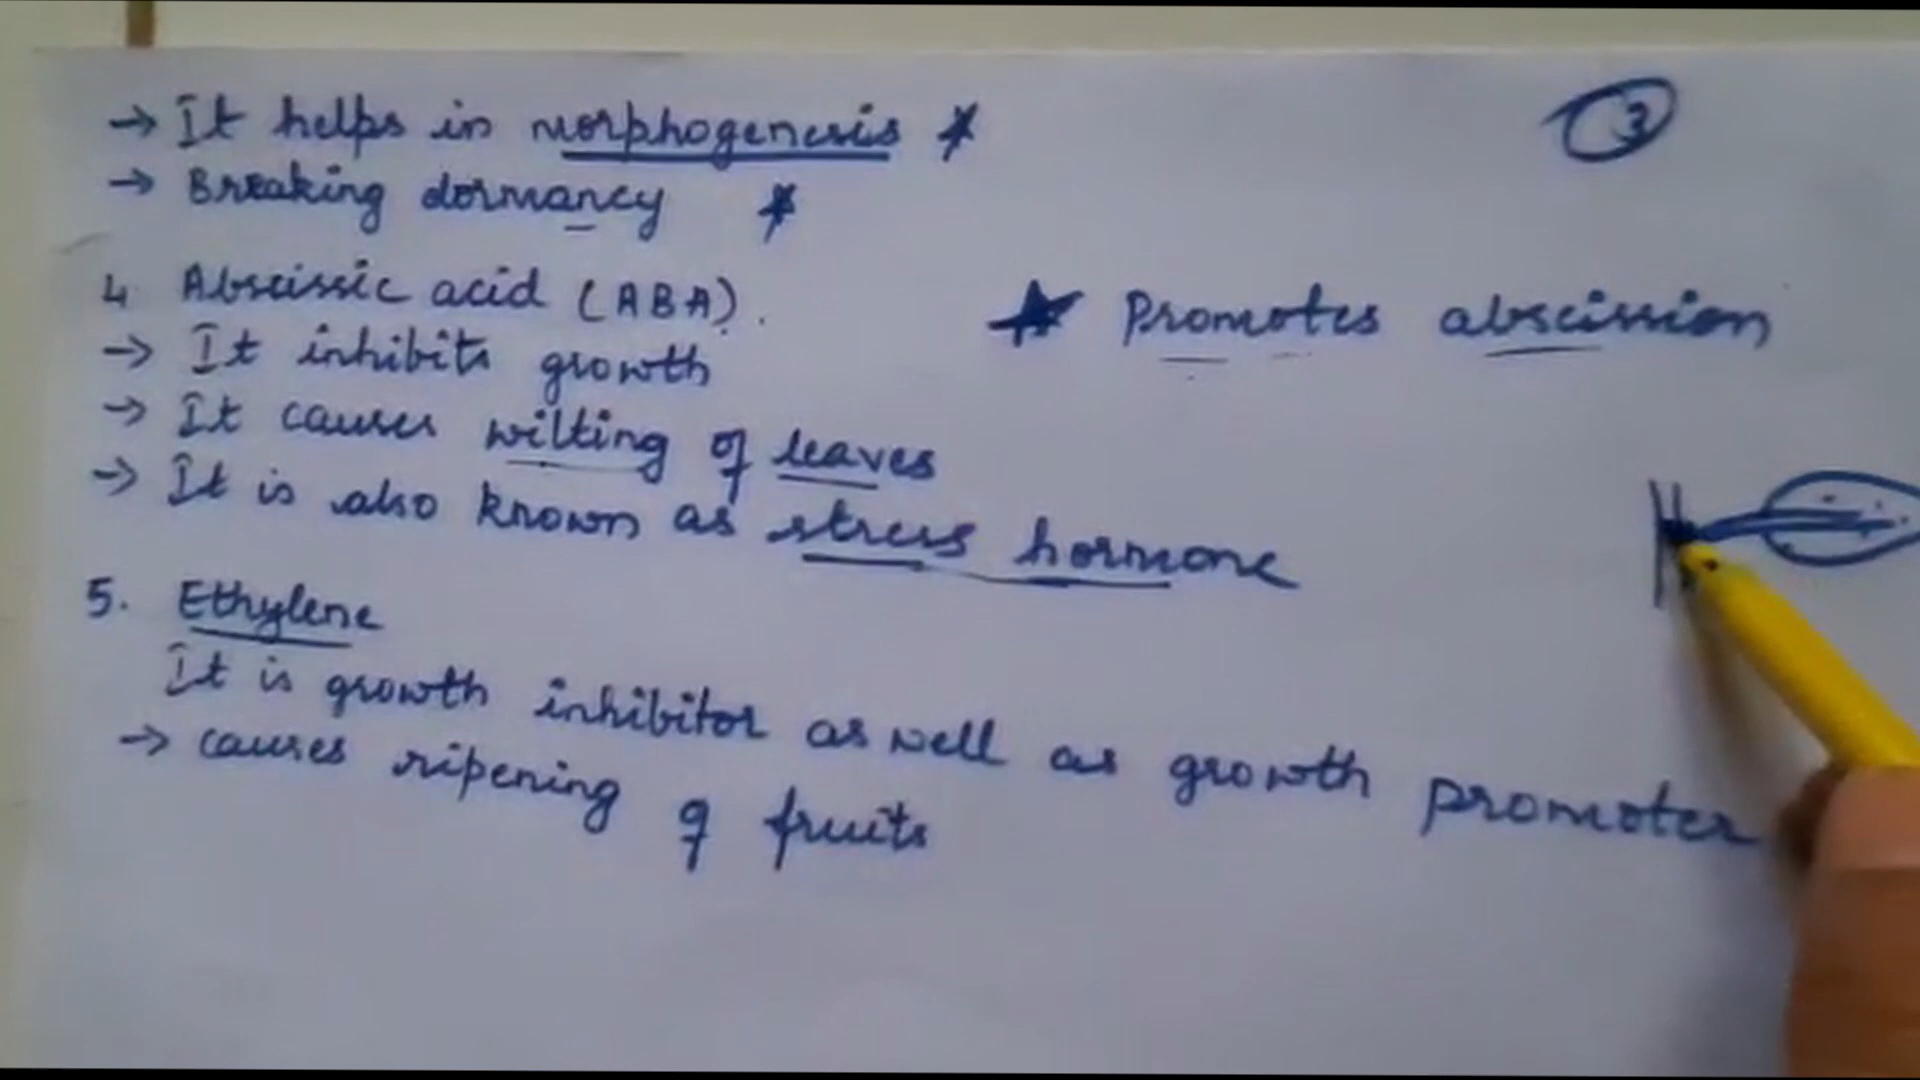 → It helps in morphogenesis ★
③
→ Breaking dormancy ★
4 Abscissic acid (ABA).
★ Promotes abscission
→ It inhibits growth
→ It causes wilting of leaves
→ It is also known as stress hormone
5. Ethylene
It is growth inhibitor as well as growth promoter
→ causes ripening of fruits